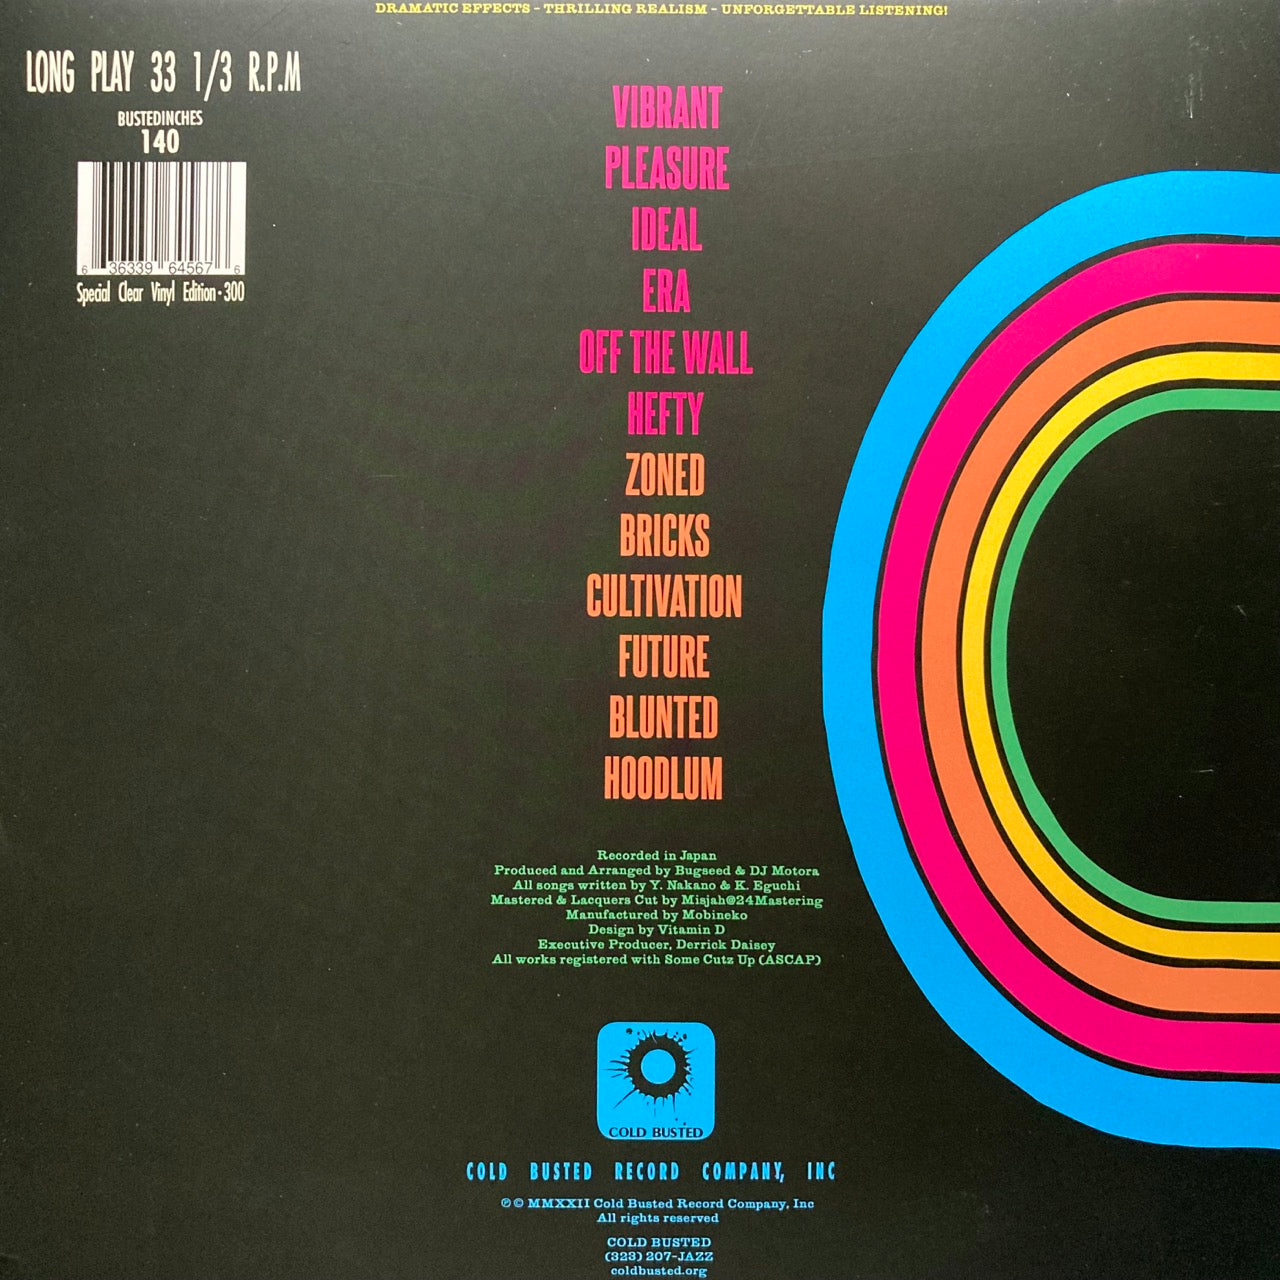 DRAMATIC EFFECTS - THRILLING REALISM - UNFORGETTABLE LISTENING!
LONG PLAY 33 1/3 R.P.M
BUSTEDINCHES
140
6 36339 64567 6
Special Clear Vinyl Edition • 300
VIBRANT
PLEASURE
IDEAL
ERA
OFF THE WALL
HEFTY
ZONED
BRICKS
CULTIVATION
FUTURE
BLUNTED
HOODLUM
Recorded in Japan
Produced and Arranged by Bugseed & DJ Motora
All songs written by Y. Nakano & K. Eguchi
Mastered & Lacquers Cut by Misjah@24Mastering
Manufactured by Mobineko
Design by Vitamin D
Executive Producer, Derrick Daisey
All works registered with Some Cutz Up (ASCAP)
COLD BUSTED
COLD BUSTED RECORD COMPANY, INC
℗ © MMXXII Cold Busted Record Company, Inc
All rights reserved
COLD BUSTED
(323) 207-JAZZ
coldbusted.org